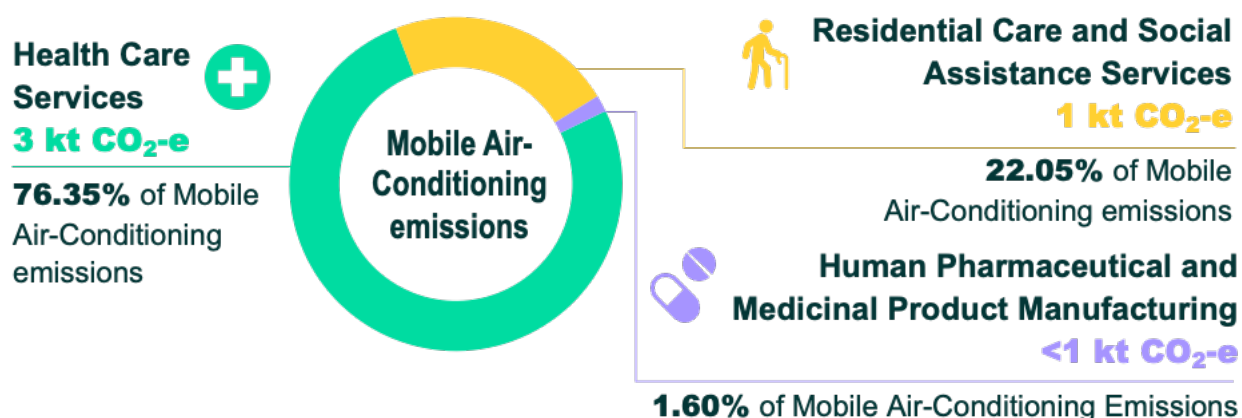 Health Care
Services
3 kt CO₂-e
76.35% of Mobile
Air-Conditioning
emissions
Mobile Air-
Conditioning
emissions
Residential Care and Social
Assistance Services
1 kt CO₂-e
22.05% of Mobile
Air-Conditioning emissions
Human Pharmaceutical and
Medicinal Product Manufacturing
<1 kt CO₂-e
1.60% of Mobile Air-Conditioning Emissions